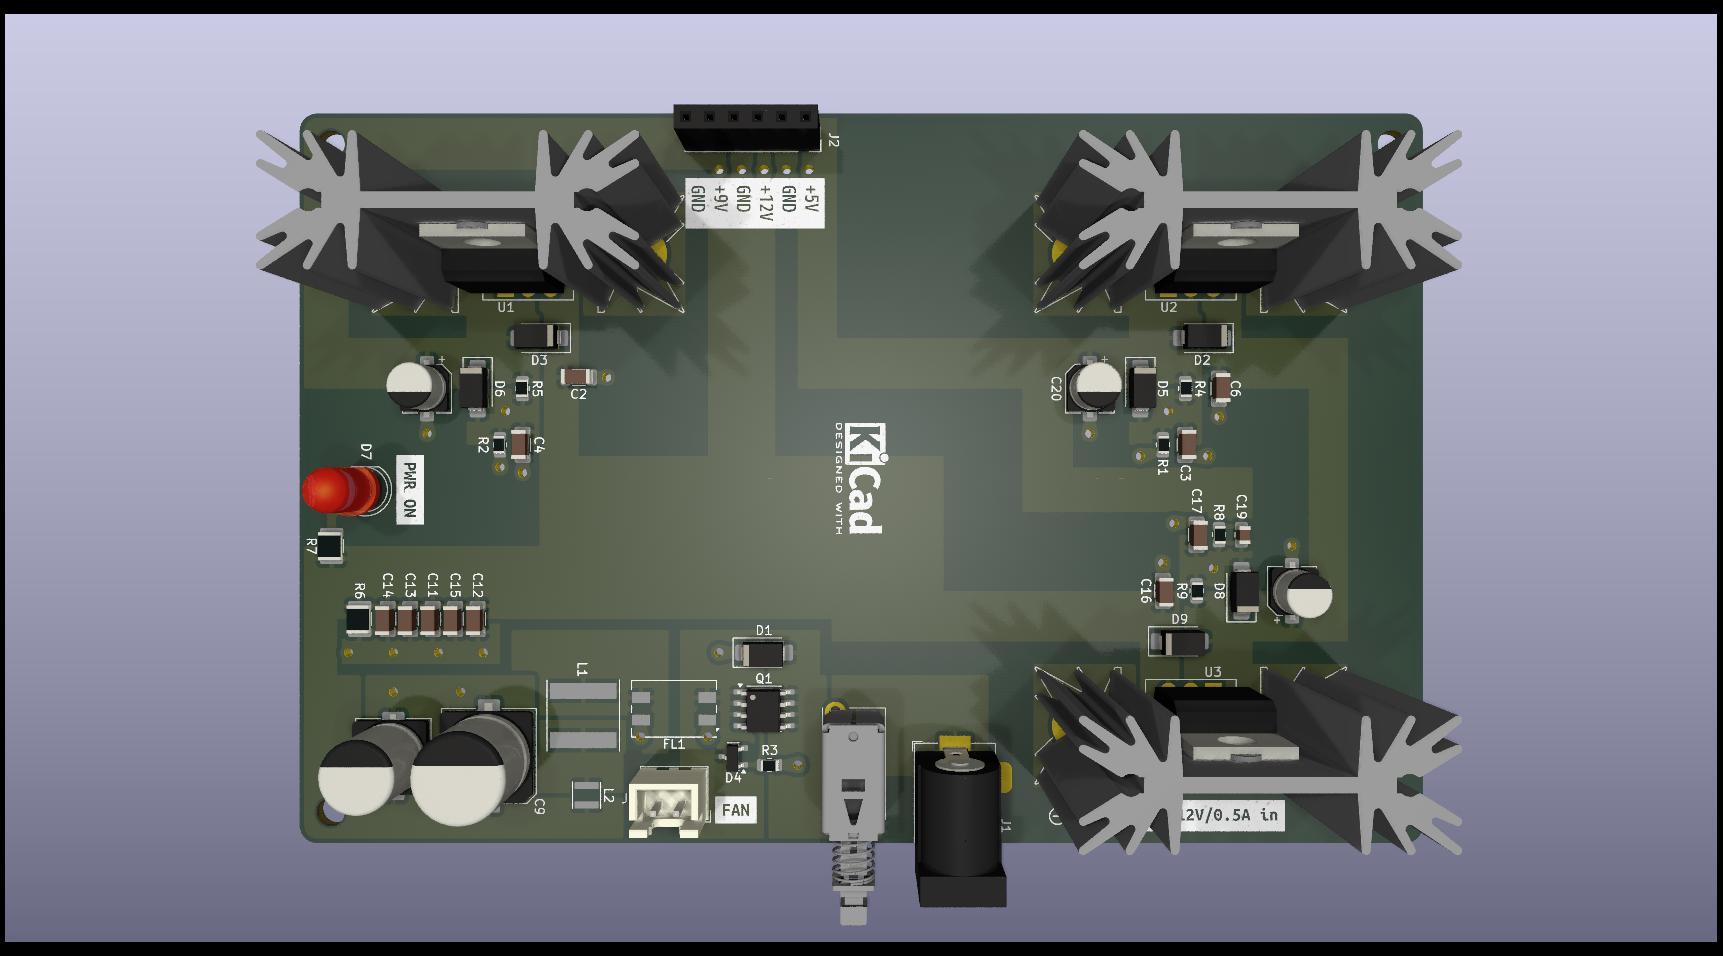 J2
GND
+9V
GND
+12V
GND
+5V
U1
U2
D3
D2
+
+
D6
R5
C2
C20
D5
R4
C6
R2
C4
R1
C3
D7
PWR ON
KiCad
DESIGNED WITH
C17
R8
C19
R7
R6
C14
C13
C11
C15
C12
C16
R9
D8
+
D9
D1
U3
L1
Q1
FL1
D4
R3
C9
L2
J
FAN
J1
12V/0.5A in